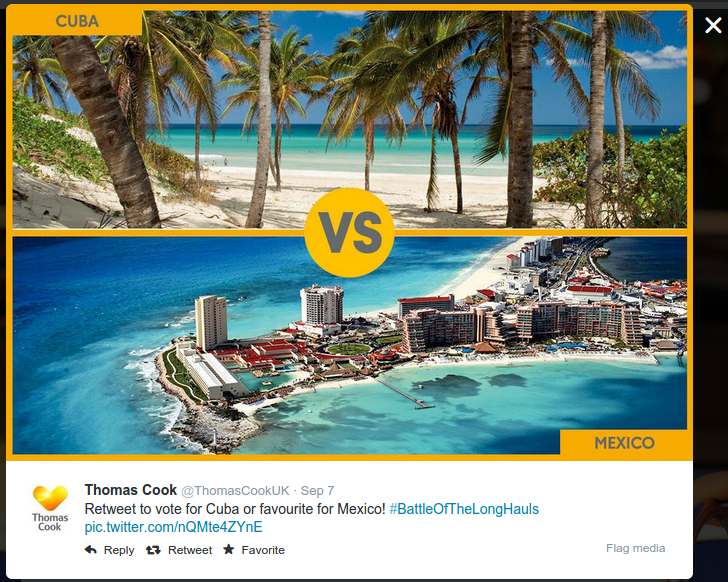 CUBA
VS
MEXICO
Thomas Cook
Thomas Cook @ThomasCookUK · Sep 7
Retweet to vote for Cuba or favourite for Mexico! #BattleOfTheLongHauls
pic.twitter.com/nQMte4ZYnE
Reply Retweet Favorite
Flag media